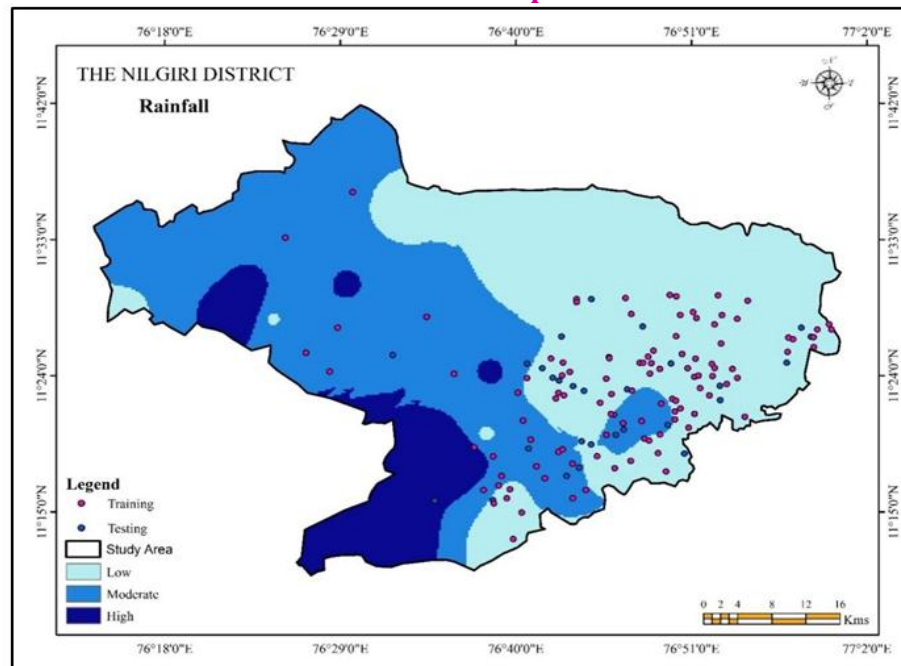 76°18'0"E 76°29'0"E 76°40'0"E 76°51'0"E 77°2'0"E
THE NILGIRI DISTRICT
Rainfall
11°42'0"N 11°42'0"N
11°33'0"N 11°33'0"N
11°24'0"N 11°24'0"N
11°15'0"N 11°15'0"N
Legend
Training
Testing
Study Area
Low
Moderate
High
0 2 4 8 12 16
Kms
76°18'0"E 76°29'0"E 76°40'0"E 76°51'0"E 77°2'0"E